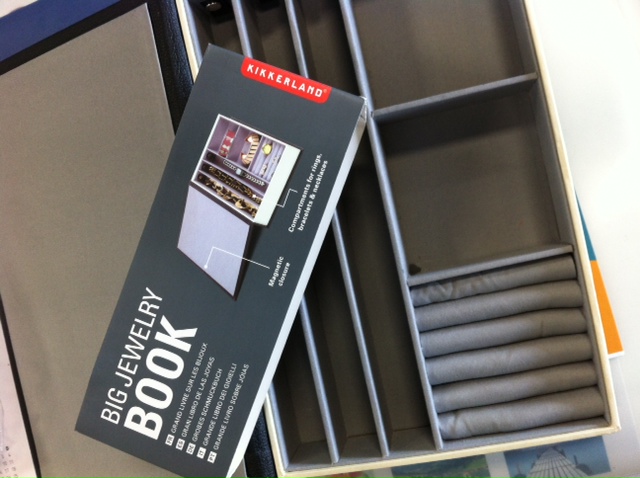 BIG JEWELRY
BOOK
FR GRAND LIVRE SUR LES BIJOUX
ES GRAN LIBRO DE LAS JOYAS
DE GROSES SCHMUCKBUCH
IT GRANDE LIBRO DEI GIOIELLI
PT GRANDE LIVRO SOBRE JÓIAS
Magnetic
closure
Compartments for rings,
bracelets & necklaces
KIKKERLAND®